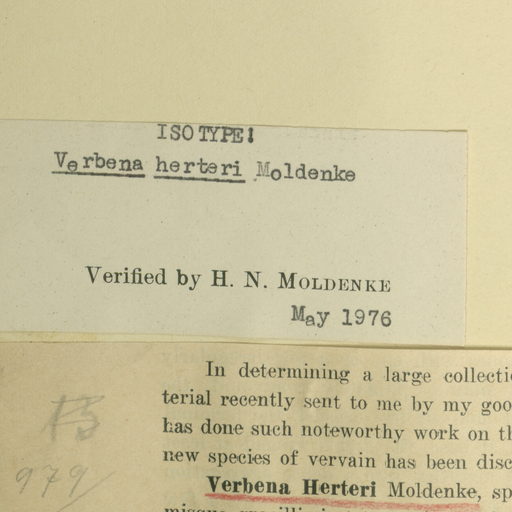 ISOTYPE!
Verbena herteri Moldenke
Verified by H. N. MOLDENKE
May 1976
In determining a large collecti
terial recently sent to me by my goo
has done such noteworthy work on th
new species of vervain has been disc
Verbena Herteri Moldenke, sp
979